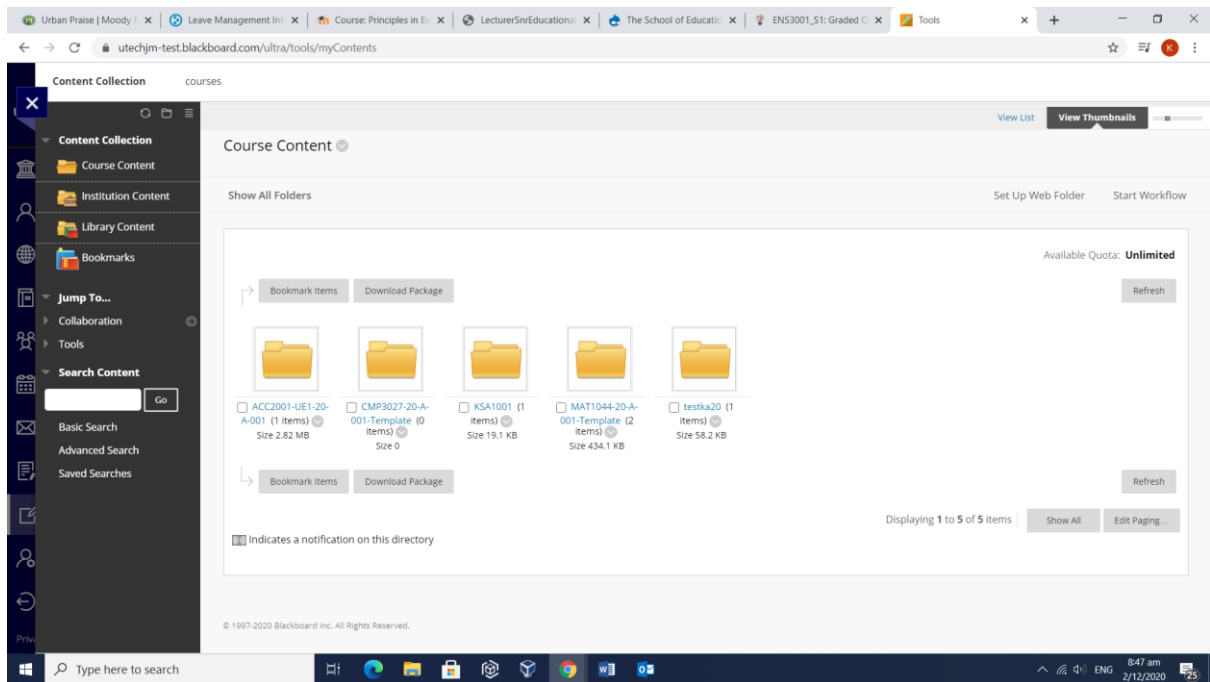 Urban Praise | Moody
Leave Management Inf
Course: Principles in Ev
LecturerSnrEducational
The School of Educatio
ENS3001_S1: Graded
Tools
utechjm-test.blackboard.com/ultra/tools/myContents
K
Content Collection
courses
View List
View Thumbnails
Content Collection
Course Content
Institution Content
Library Content
Bookmarks
Jump To...
Collaboration
Tools
Search Content
Go
Basic Search
Advanced Search
Saved Searches
Course Content
Show All Folders
Set Up Web Folder
Start Workflow
Available Quota: Unlimited
Bookmark Items
Download Package
Refresh
ACC2001-UE1-20-
A-001 (1 items)
Size 2.82 MB
CMP3027-20-A-
001-Template (0
items)
Size 0
KSA1001 (1
items)
Size 19.1 KB
MAT1044-20-A-
001-Template (2
items)
Size 434.1 KB
testka20 (1
items)
Size 58.2 KB
Bookmark Items
Download Package
Refresh
Displaying 1 to 5 of 5 items
Show All
Edit Paging...
Indicates a notification on this directory
© 1997-2020 Blackboard Inc. All Rights Reserved.
Priva
Type here to search
ENG
8:47 am
2/12/2020
25